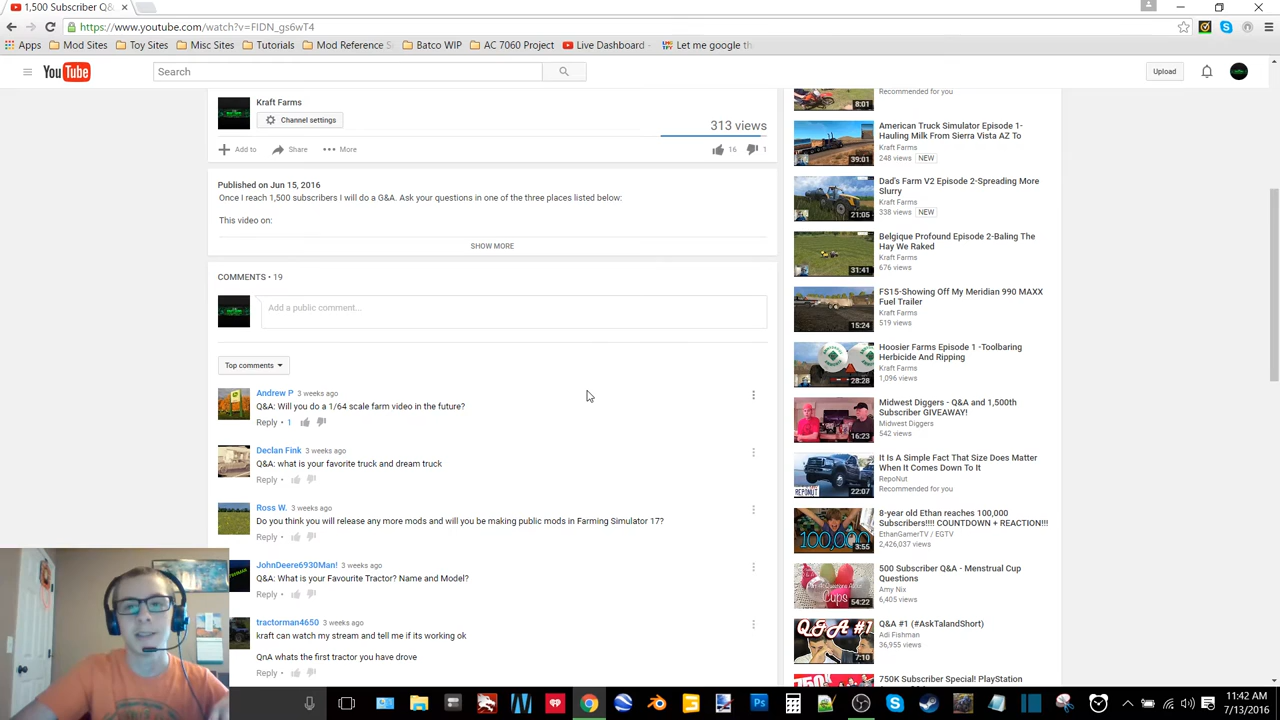 1,500 Subscriber Q&
https://www.youtube.com/watch?v=FIDN_gs6wT4
Apps
Mod Sites
Toy Sites
Misc Sites
Tutorials
Mod Reference S
Batco WIP
AC 7060 Project
Live Dashboard
Let me google th
YouTube
Search
Upload
Kraft Farms
Channel settings
313 views
Add to
Share
More
16
1
Published on Jun 15, 2016
Once I reach 1,500 subscribers I will do a G&A. Ask your questions in one of the three places listed below:
This video on:
SHOW MORE
COMMENTS • 19
Add a public comment...
Top comments
Andrew P 3 weeks ago
Q&A: Will you do a 1/64 scale farm video in the future?
Reply • 1
Declan Fink 3 weeks ago
Q&A: what is your favorite truck and dream truck
Reply •
Ross W. 3 weeks ago
Do you think you will release any more mods and will you be making public mods in Farming Simulator 17?
Reply •
JohnDeere6930Man! 3 weeks ago
Q&A: What is your Favourite Tractor? Name and Model?
Reply •
tractorman4650 3 weeks ago
kraft can watch my stream and tell me if its working ok
QnA whats the first tractor you have drove
Reply •
8:01
Recommended for you
39:01
American Truck Simulator Episode 1-
Hauling Milk From Sierra Vista AZ To
Kraft Farms
248 views NEW
21:05
Dad's Farm V2 Episode 2-Spreading More
Slurry
Kraft Farms
338 views NEW
31:41
Belgique Profound Episode 2-Baling The
Hay We Raked
Kraft Farms
676 views
15:24
FS15-Showing Off My Meridian 990 MAXX
Fuel Trailer
Kraft Farms
519 views
28:28
Hoosier Farms Episode 1 -Toolbaring
Herbicide And Ripping
Kraft Farms
1,096 views
16:23
Midwest Diggers - Q&A and 1,500th
Subscriber GIVEAWAY!
Midwest Diggers
542 views
REPONUT
22:07
It Is A Simple Fact That Size Does Matter
When It Comes Down To It
RepoNut
Recommended for you
100,000
3:55
8-year old Ethan reaches 100,000
Subscribers!!!! COUNTDOWN + REACTION!!!
EthanGamerTV / EGTV
2,426,037 views
Cups
54:22
500 Subscriber Q&A - Menstrual Cup
Questions
Amy Nix
6,405 views
Q&A #1
7:10
Q&A #1 (#AskTalandShort)
Adi Fishman
36,955 views
750K
750K Subscriber Special! PlayStation
11:42 AM
7/13/2016